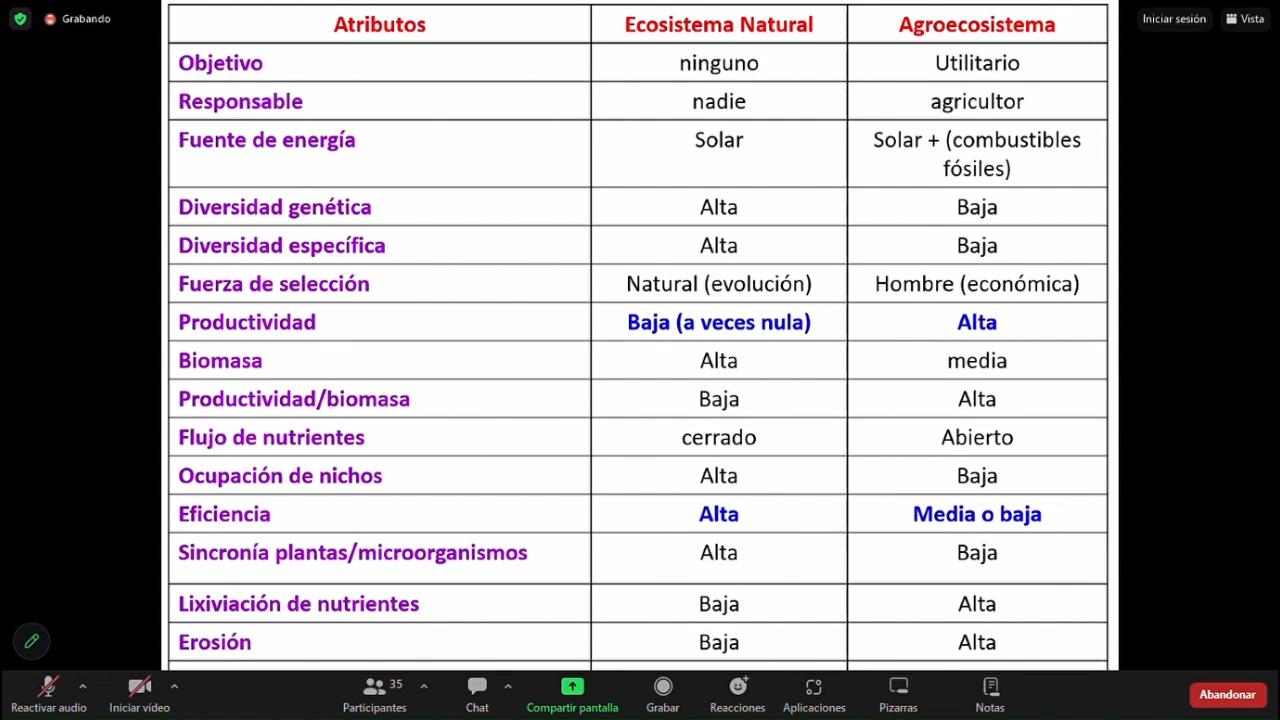 Grabando
Iniciar sesión
Vista
Atributos Ecosistema Natural Agroecosistema
Objetivo ninguno Utilitario
Responsable nadie agricultor
Fuente de energía Solar Solar + (combustibles
fósiles)
Diversidad genética Alta Baja
Diversidad específica Alta Baja
Fuerza de selección Natural (evolución) Hombre (económica)
Productividad Baja (a veces nula) Alta
Biomasa Alta media
Productividad/biomasa Baja Alta
Flujo de nutrientes cerrado Abierto
Ocupación de nichos Alta Baja
Eficiencia Alta Media o baja
Sincronía plantas/microorganismos Alta Baja
Lixiviación de nutrientes Baja Alta
Erosión Baja Alta
35
Reactivar audio
Iniciar vídeo
Participantes
Chat
Compartir pantalla
Grabar
Reacciones
Aplicaciones
Pizarras
Notas
Abandonar